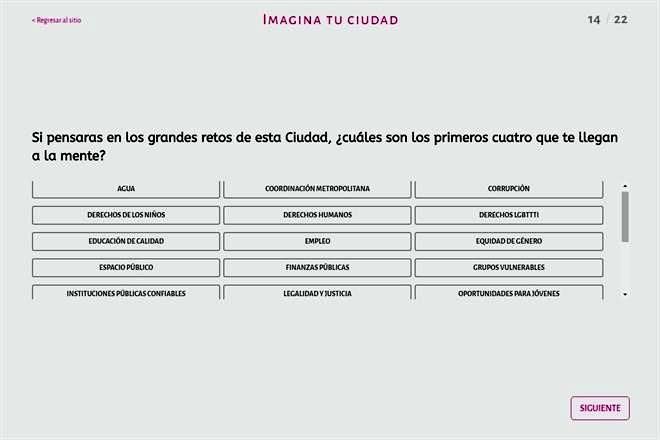 < Regresar al sitio
Imagina tu ciudad
14 / 22
Si pensaras en los grandes retos de esta Ciudad, ¿cuáles son los primeros cuatro que te llegan
a la mente?
AGUA
COORDINACIÓN METROPOLITANA
CORRUPCIÓN
DERECHOS DE LOS NIÑOS
DERECHOS HUMANOS
DERECHOS LGBTTTI
EDUCACIÓN DE CALIDAD
EMPLEO
EQUIDAD DE GÉNERO
ESPACIO PÚBLICO
FINANZAS PÚBLICAS
GRUPOS VULNERABLES
INSTITUCIONES PÚBLICAS CONFIABLES
LEGALIDAD Y JUSTICIA
OPORTUNIDADES PARA JÓVENES
SIGUIENTE